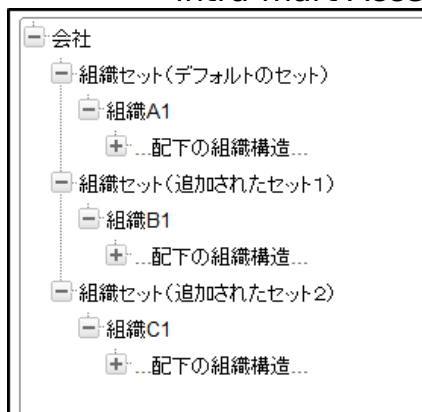 会社
組織セット(デフォルトのセット)
組織A1
...配下の組織構造...
組織セット(追加されたセット1)
組織B1
...配下の組織構造...
組織セット(追加されたセット2)
組織C1
...配下の組織構造...